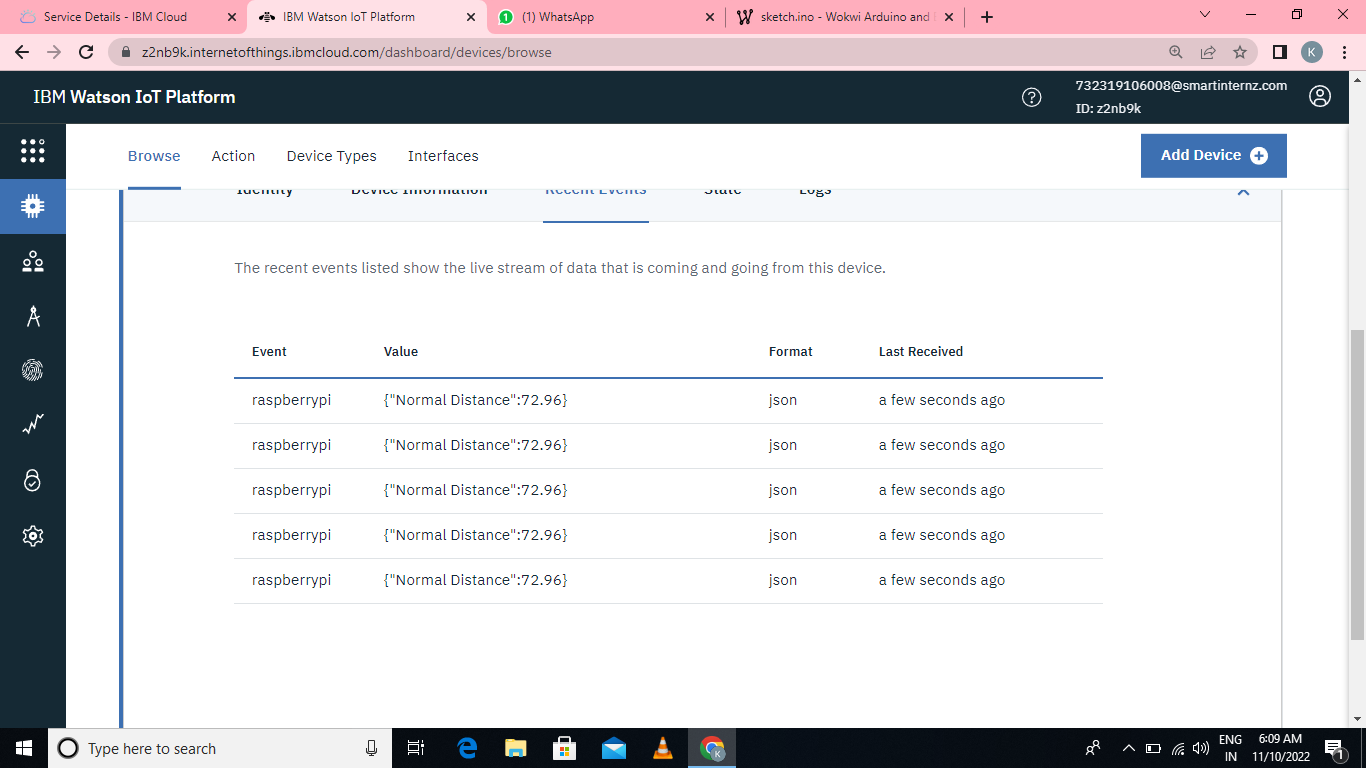 Service Details - IBM Cloud
IBM Watson IoT Platform
(1) WhatsApp
sketch.ino - Wokwi Arduino and
z2nb9k.internetofthings.ibmcloud.com/dashboard/devices/browse
K
IBM Watson IoT Platform
732319106008@smartinternz.com
ID: z2nb9k
Browse Action Device Types Interfaces
Add Device
Identity Device Information Recent Events State Logs
The recent events listed show the live stream of data that is coming and going from this device.
Event Value Format Last Received
raspberrypi {"Normal Distance":72.96} json a few seconds ago
raspberrypi {"Normal Distance":72.96} json a few seconds ago
raspberrypi {"Normal Distance":72.96} json a few seconds ago
raspberrypi {"Normal Distance":72.96} json a few seconds ago
raspberrypi {"Normal Distance":72.96} json a few seconds ago
Type here to search
K
ENG
IN
6:09 AM
11/10/2022
1